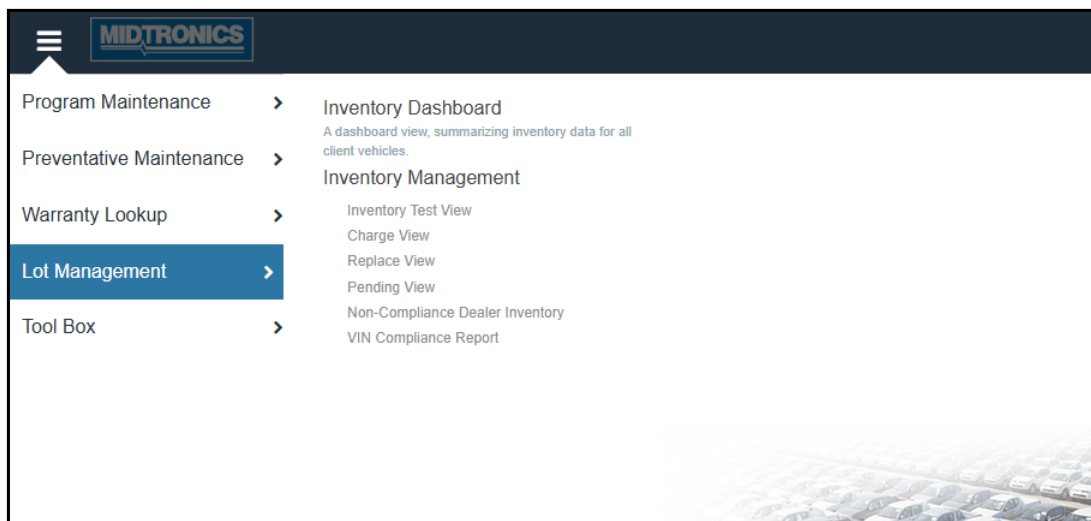 MIDTRONICS
Program Maintenance
Preventative Maintenance
Warranty Lookup
Lot Management
Tool Box
Inventory Dashboard
A dashboard view, summarizing inventory data for all
client vehicles.
Inventory Management
Inventory Test View
Charge View
Replace View
Pending View
Non-Compliance Dealer Inventory
VIN Compliance Report